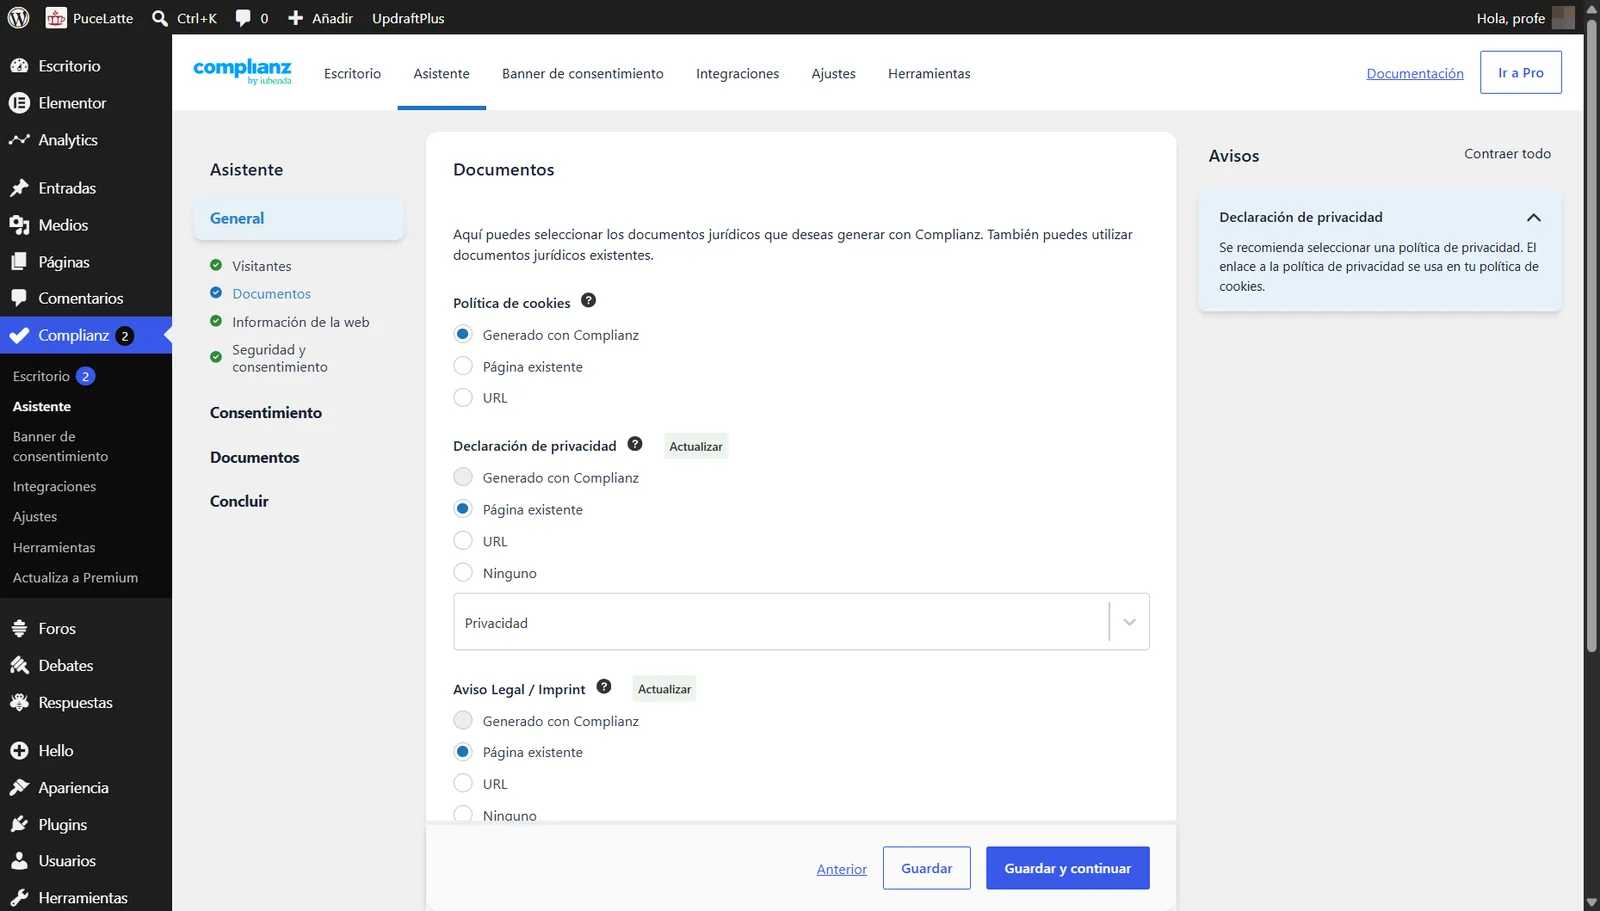 PuceLatte
Ctrl+K
0
Añadir
UpdraftPlus
Hola, profe
Escritorio
Elementor
Analytics
Entradas
Medios
Páginas
Comentarios
Complianz 2
Escritorio 2
Asistente
Banner de
consentimiento
Integraciones
Ajustes
Herramientas
Actualiza a Premium
Foros
Debates
Respuestas
Hello
Apariencia
Plugins
Usuarios
Herramientas
complianz
by iubenda
Escritorio
Asistente
Banner de consentimiento
Integraciones
Ajustes
Herramientas
Documentación
Ir a Pro
Asistente
General
Visitantes
Documentos
Información de la web
Seguridad y
consentimiento
Consentimiento
Documentos
Concluir
Documentos
Aquí puedes seleccionar los documentos jurídicos que deseas generar con Complianz. También puedes utilizar
documentos jurídicos existentes.
Política de cookies ?
Generado con Complianz
Página existente
URL
Declaración de privacidad ? Actualizar
Generado con Complianz
Página existente
URL
Ninguno
Privacidad
Aviso Legal / Imprint ? Actualizar
Generado con Complianz
Página existente
URL
Ninguno
Anterior
Guardar
Guardar y continuar
Avisos
Contraer todo
Declaración de privacidad
Se recomienda seleccionar una política de privacidad. El
enlace a la política de privacidad se usa en tu política de
cookies.